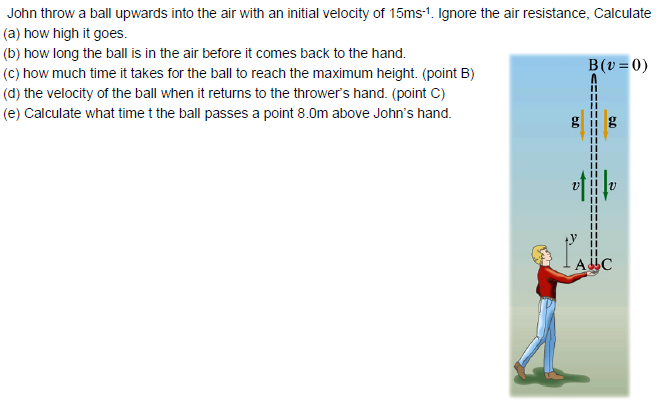 John throw a ball upwards into the air with an initial velocity of 15ms⁻¹. Ignore the air resistance, Calculate
(a) how high it goes.
(b) how long the ball is in the air before it comes back to the hand.
(c) how much time it takes for the ball to reach the maximum height. (point B)
(d) the velocity of the ball when it returns to the thrower's hand. (point C)
(e) Calculate what time t the ball passes a point 8.0m above John's hand.
B (v = 0)
g g
v v
y
A C